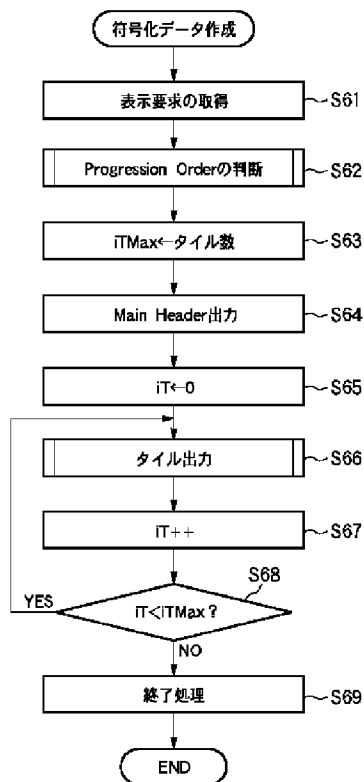 符号化データ作成
表示要求の取得
S61
Progression Orderの判断
S62
iTMax←タイル数
S63
Main Header出力
S64
iT←0
S65
タイル出力
S66
iT++
S67
S68
YES
iT<iTMax?
NO
終了処理
S69
END